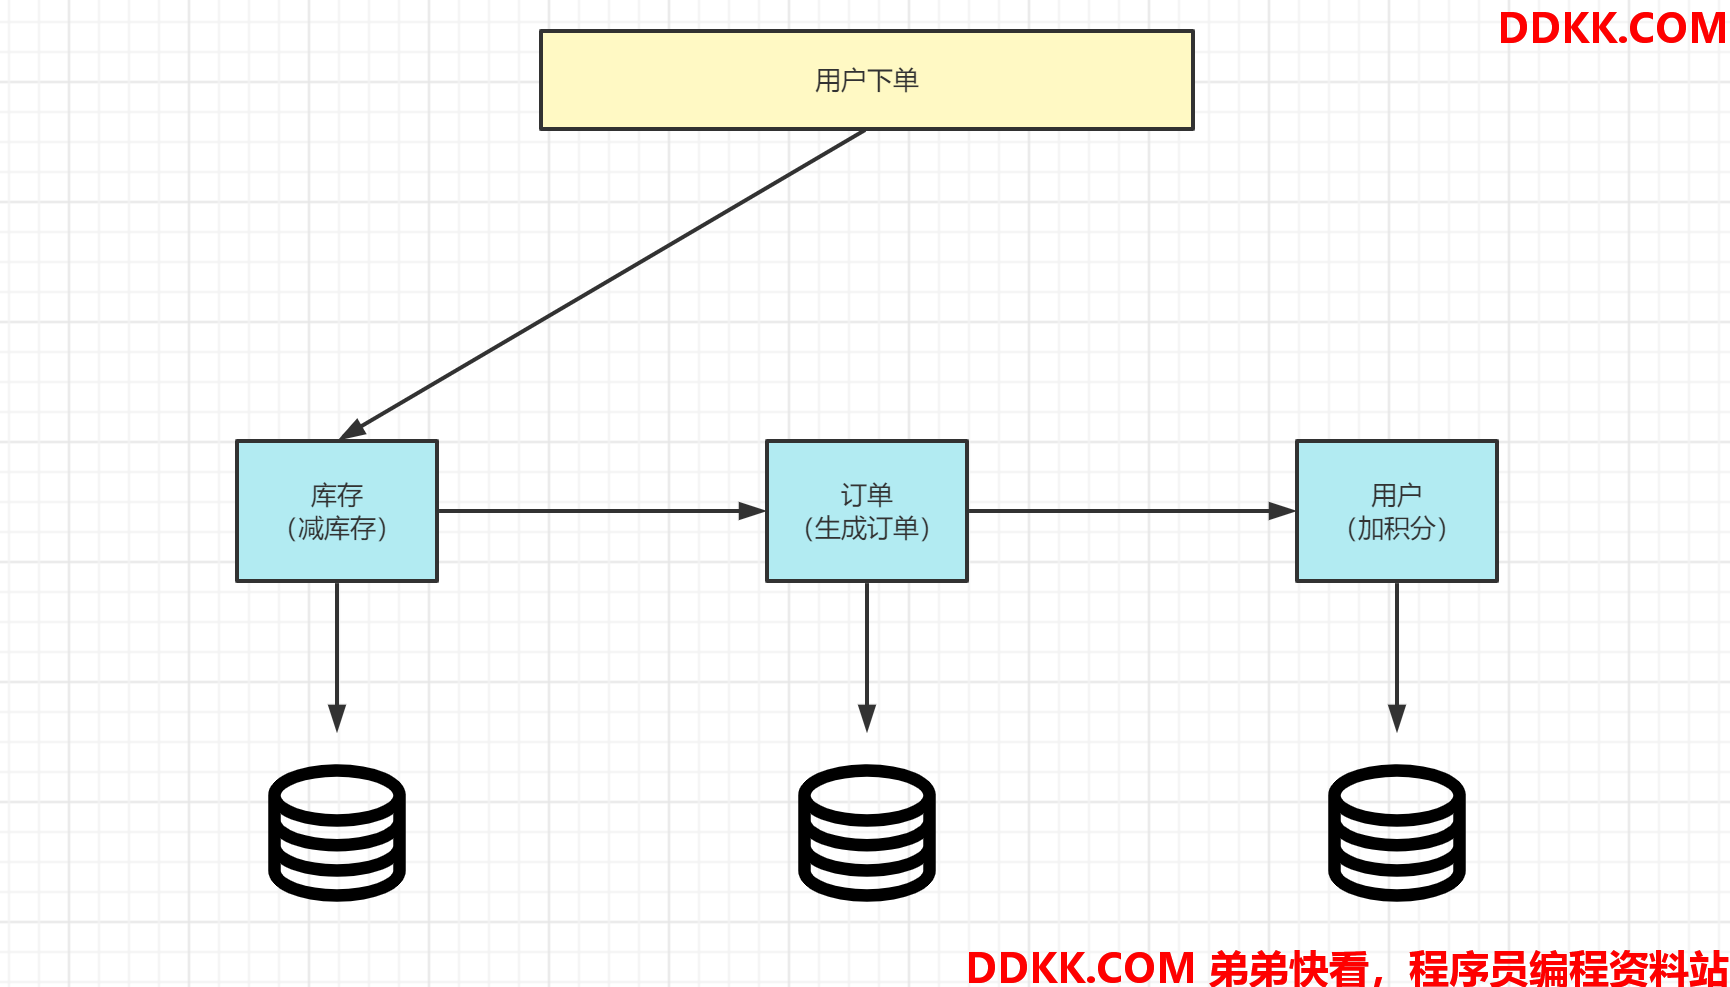 DDKK.COM
用户下单
库存
（减库存）
订单
（生成订单）
用户
（加积分）
DDKK.COM 弟弟快看，程序员编程资料站